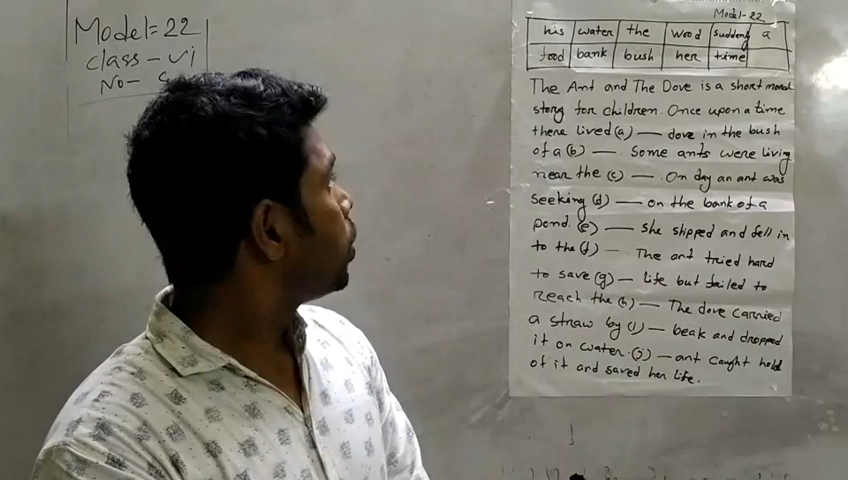 Model=22
class-vi
No-
Model-22
his water the wood suddenly a
food bank bush her time
The Ant and The Dove is a short moral
story for children. Once upon a time
there lived (a) — dove in the bush
of a (b) —. Some ants were living
near the (c) —. On day an ant was
seeking (d) — on the bank of a
pond. (e) — she slipped and fell in
to the (f) —. The ant tried hard
to save (g) — life but failed to
reach the (h) —. The dove carried
a straw by (i) — beak and dropped
it on water. (j) — ant caught hold
of it and saved her life.